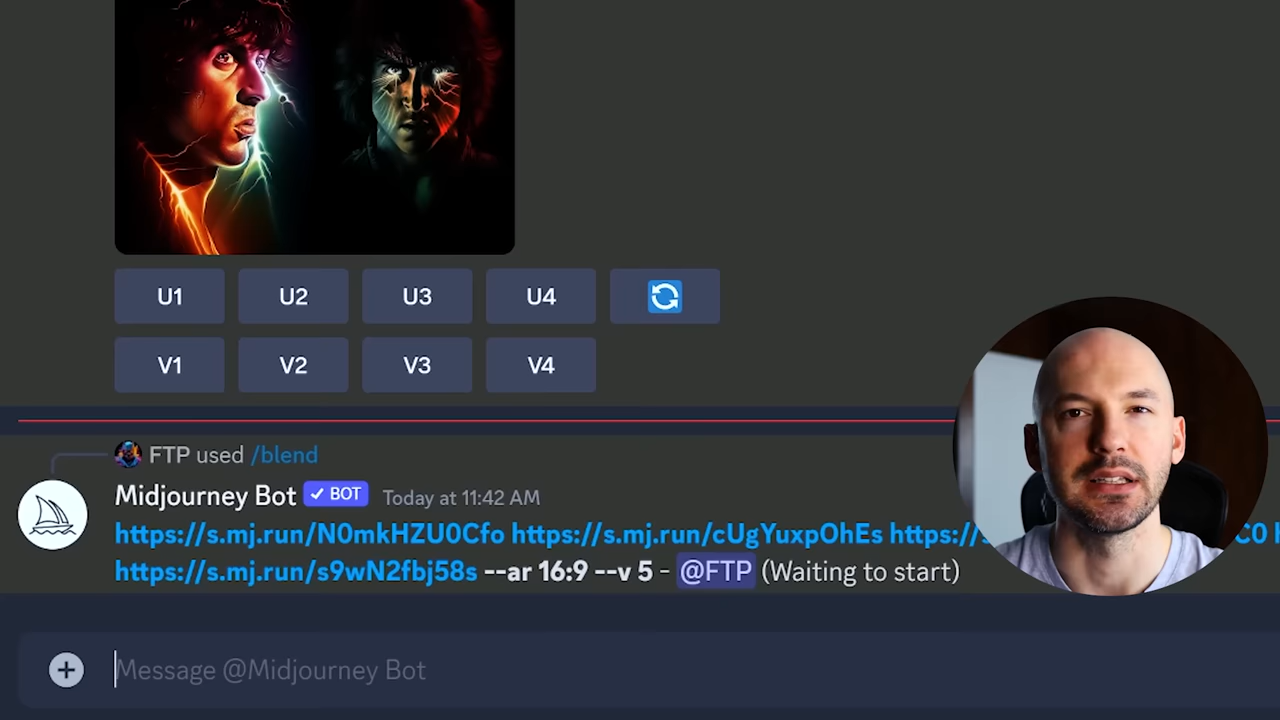 U1 U2 U3 U4
V1 V2 V3 V4
FTP used /blend
Midjourney Bot ✓ BOT Today at 11:42 AM
https://s.mj.run/N0mkHZU0Cfo https://s.mj.run/cUgYuxpOhEs https://s C0
https://s.mj.run/s9wN2fbj58s --ar 16:9 --v 5 - @FTP (Waiting to start)
Message @Midjourney Bot